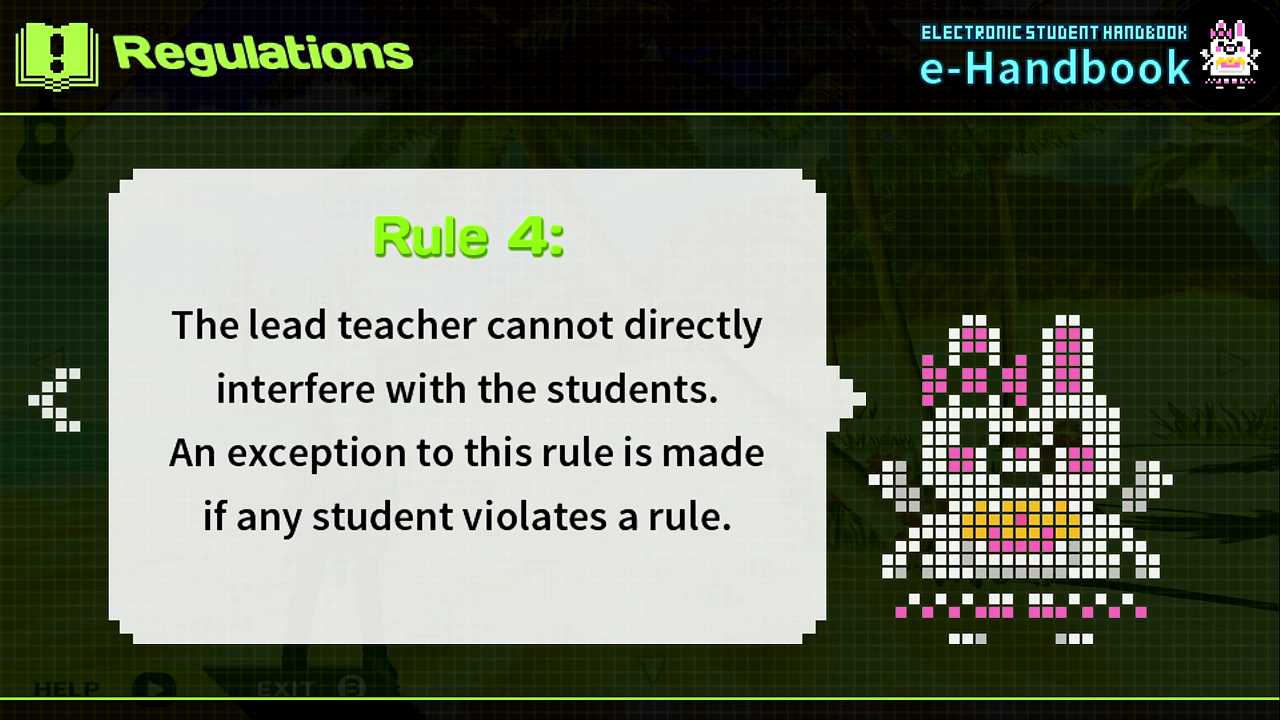 Regulations
ELECTRONIC STUDENT HANDBOOK
e-Handbook
Rule 4:
The lead teacher cannot directly
interfere with the students.
An exception to this rule is made
if any student violates a rule.
HELP
EXIT B